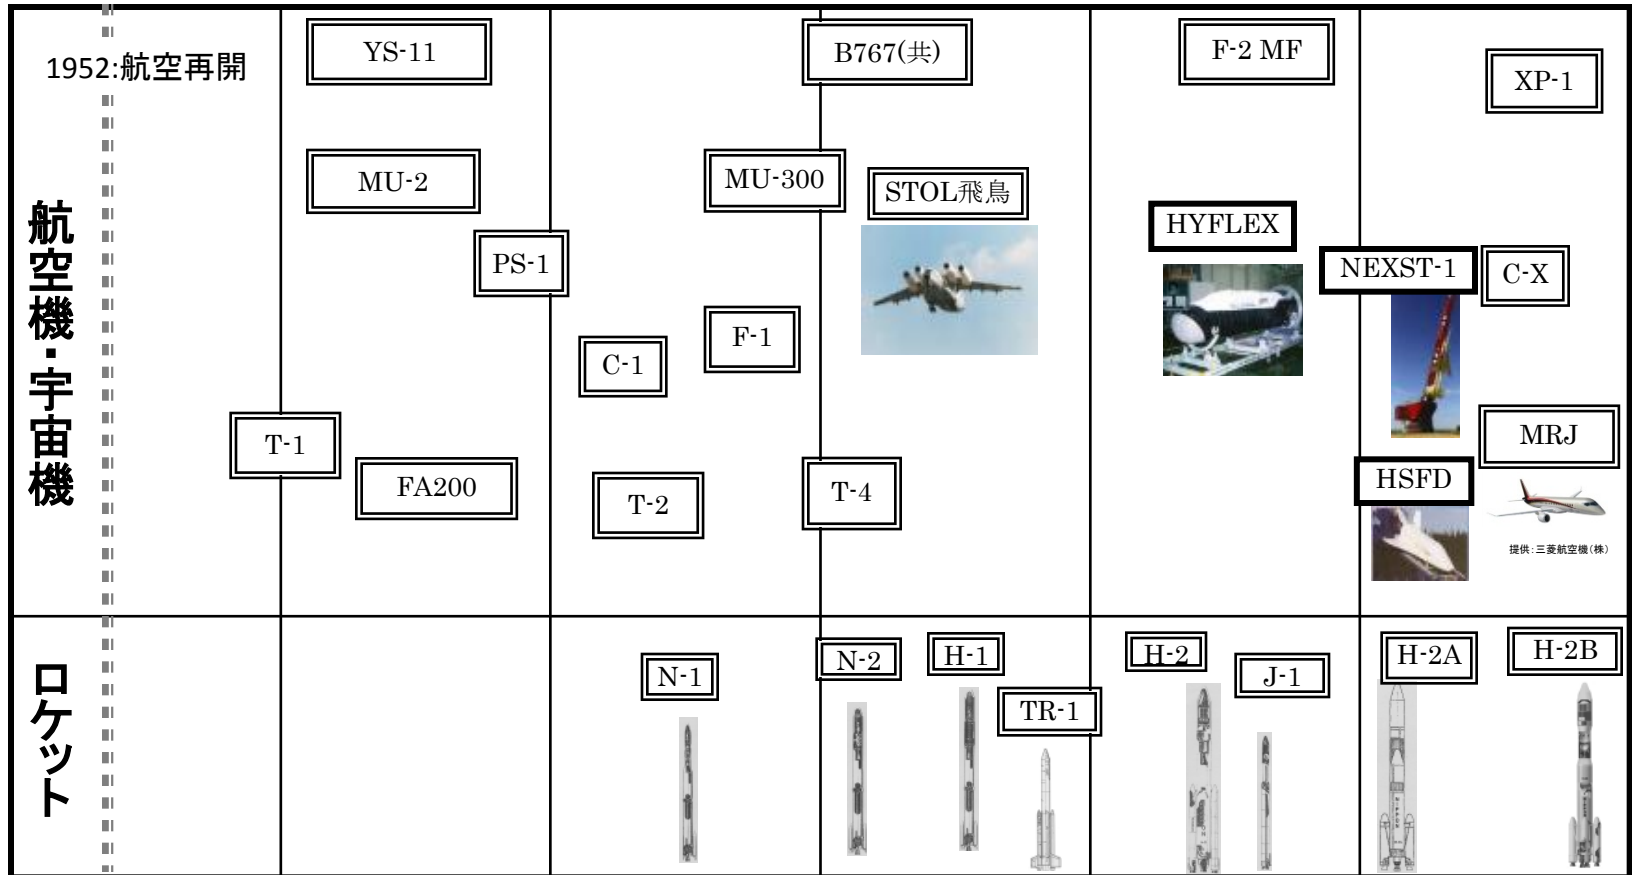 1952:航空再開
YS-11
B767(共)
F-2 MF
XP-1
MU-2
MU-300
STOL飛鳥
HYFLEX
PS-1
NEXST-1
C-X
F-1
C-1
T-1
MRJ
FA200
T-2
T-4
HSFD
提供:三菱航空機(株)
航空機・宇宙機
N-1
N-2
H-1
TR-1
H-2
J-1
H-2A
H-2B
ロケット
NIPPON